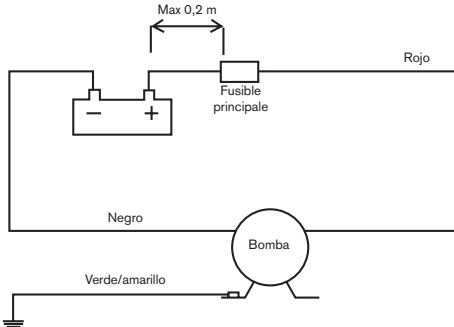 Max 0,2 m
Rojo
Fusible
principale
− +
Negro
Bomba
Verde/amarillo